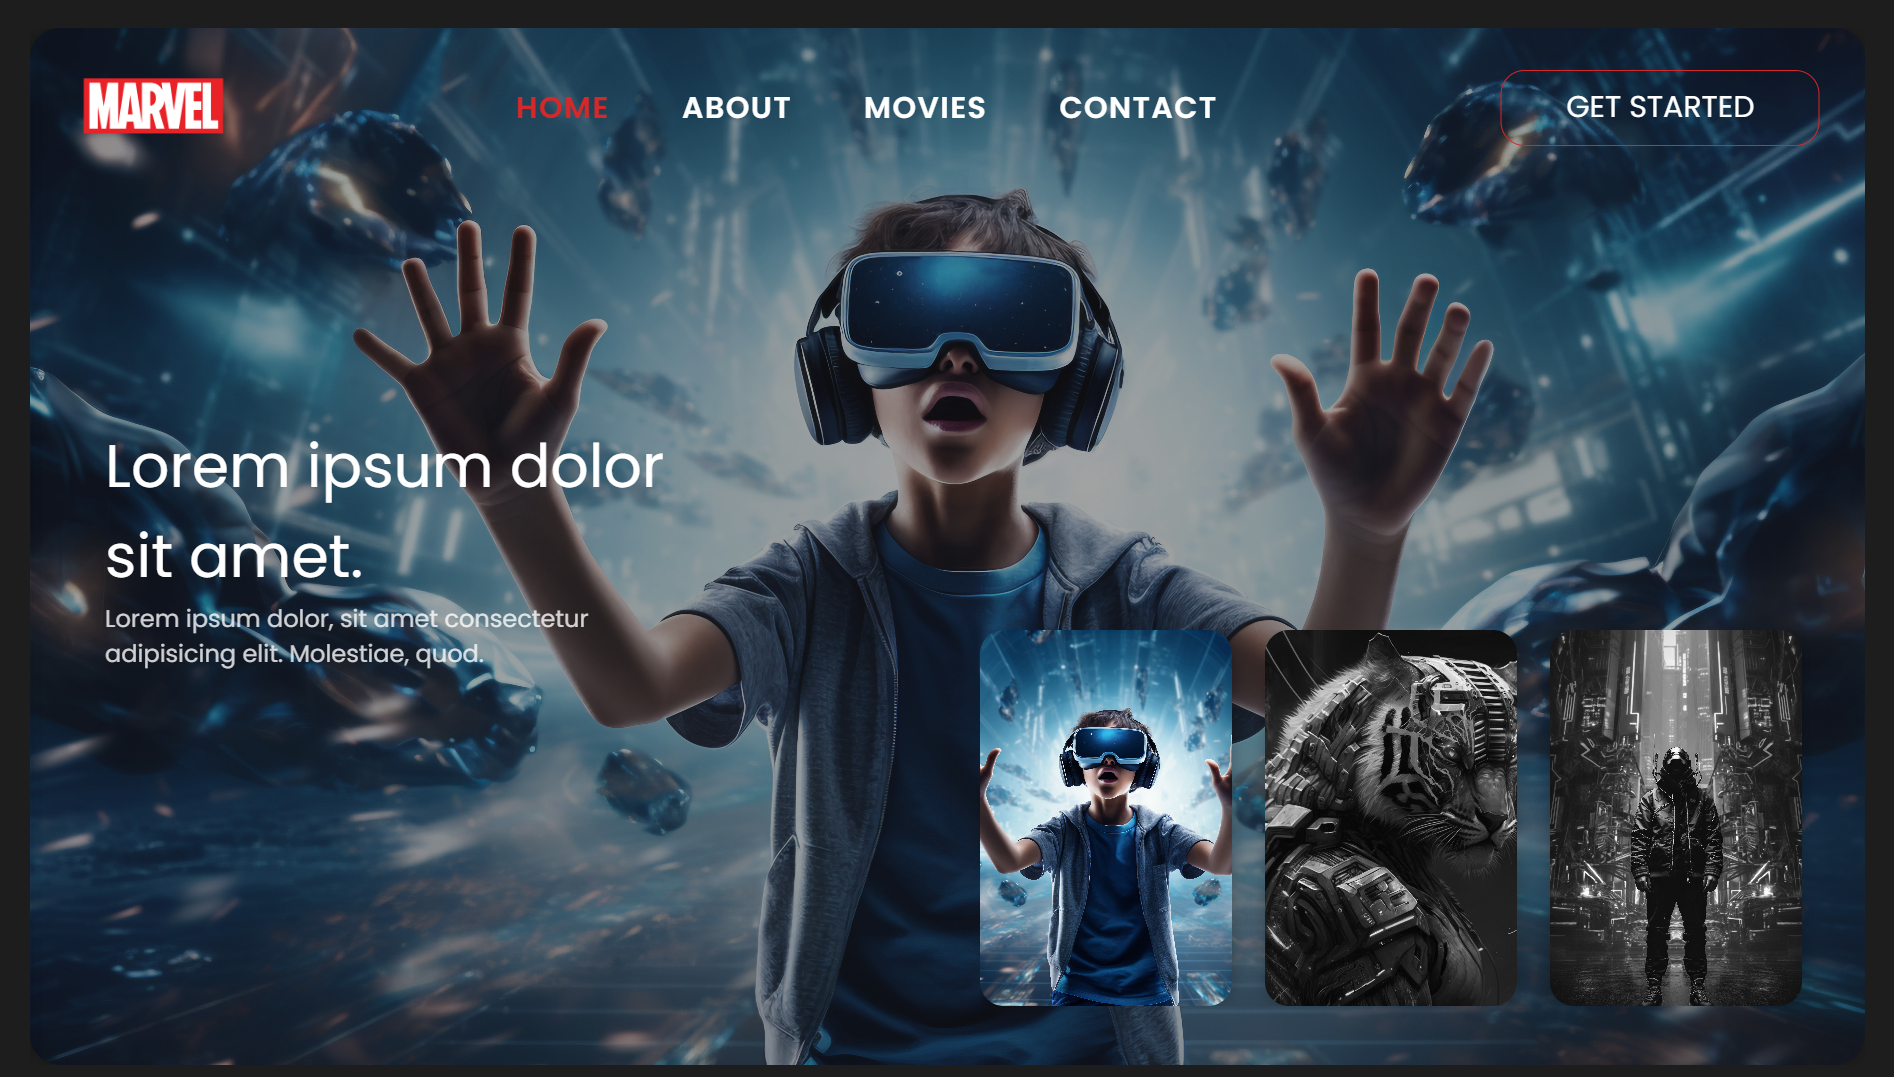 MARVEL
HOME ABOUT MOVIES CONTACT
GET STARTED
Lorem ipsum dolor
sit amet.
Lorem ipsum dolor, sit amet consectetur
adipisicing elit. Molestiae, quod.